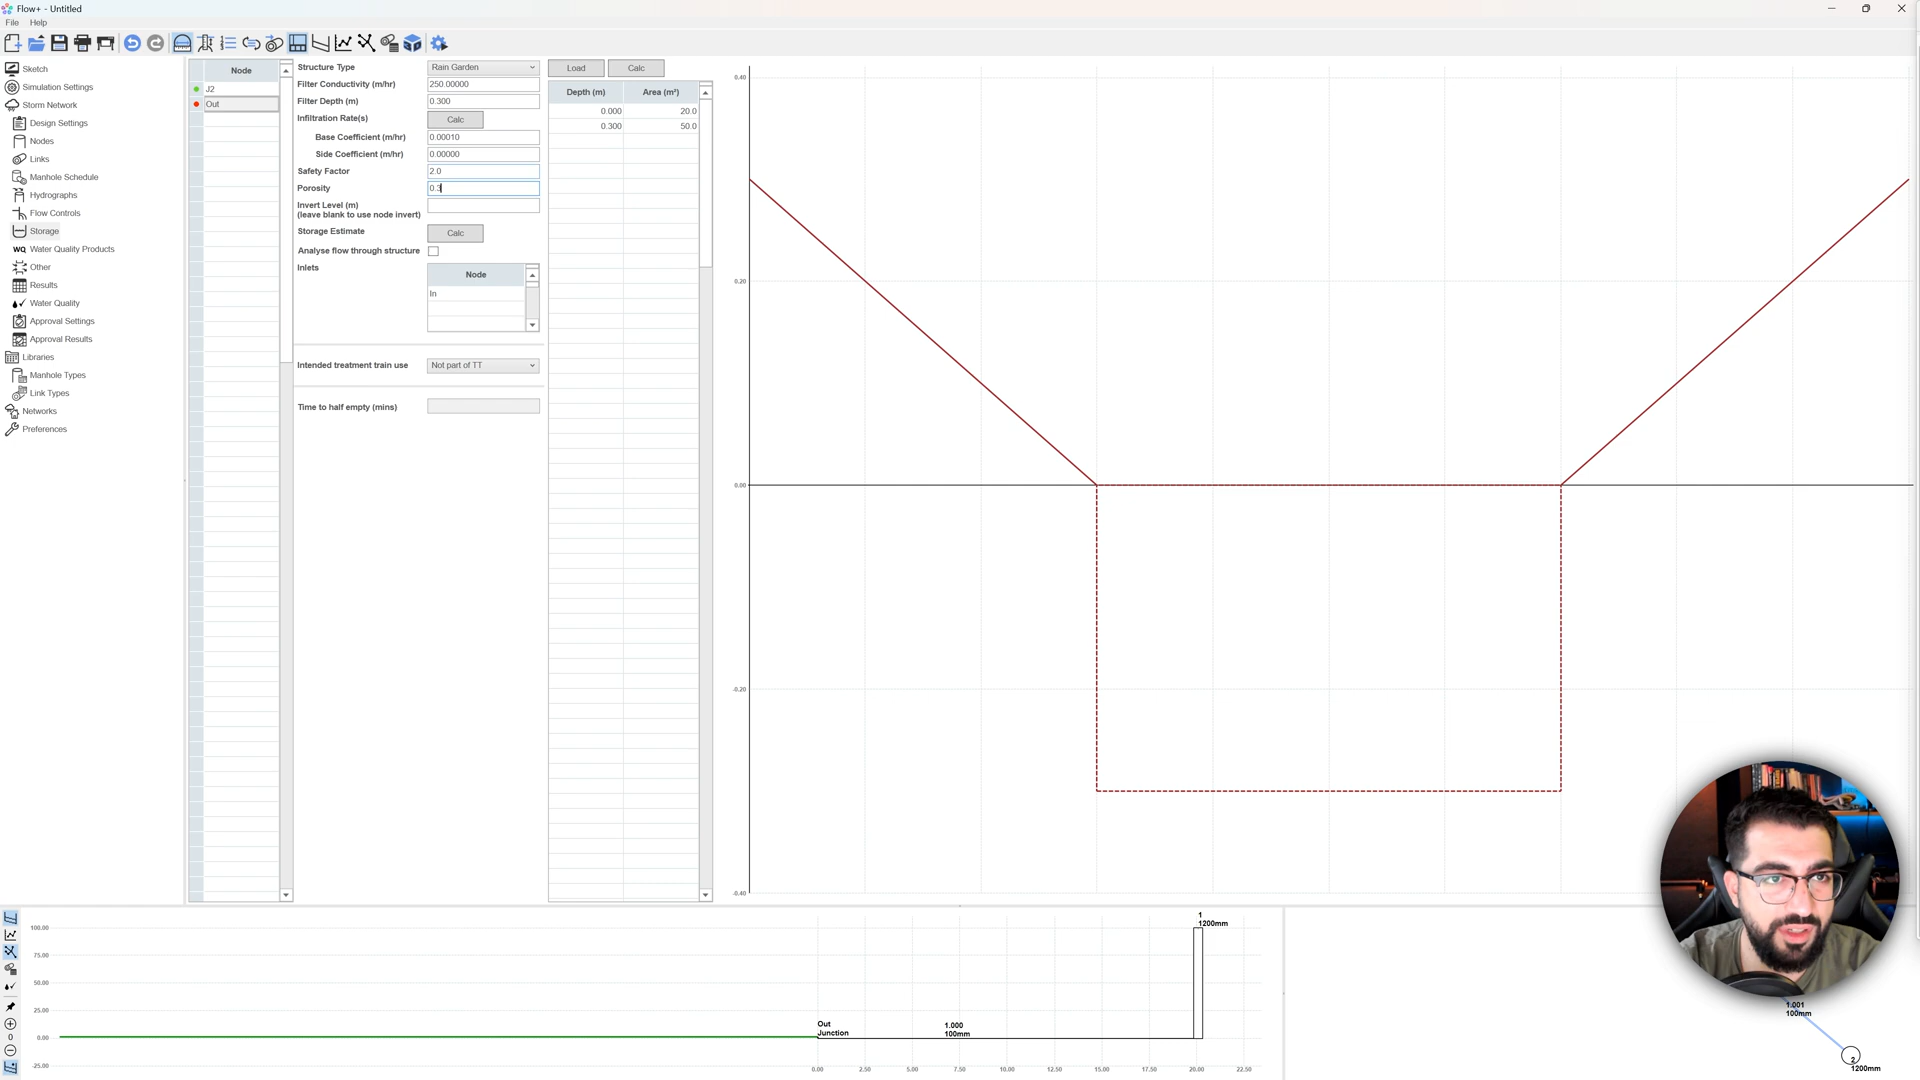 Flow+ - Untitled
File Help
Sketch
Simulation Settings
Storm Network
Design Settings
Nodes
Links
Manhole Schedule
Hydrographs
Flow Controls
Storage
WQ Water Quality Products
Other
Results
Water Quality
Approval Settings
Approval Results
Libraries
Manhole Types
Link Types
Networks
Preferences
Node
J2
Out
Structure Type Rain Garden
Filter Conductivity (m/hr) 250.00000
Filter Depth (m) 0.300
Infiltration Rate(s) Calc
Base Coefficient (m/hr) 0.00010
Side Coefficient (m/hr) 0.00000
Safety Factor 2.0
Porosity 0.3
Invert Level (m)
(leave blank to use node invert)
Storage Estimate Calc
Analyse flow through structure
Inlets
Node
In
Intended treatment train use Not part of TT
Time to half empty (mins)
Load Calc
Depth (m) Area (m²)
0.000 20.0
0.300 50.0
0.40
0.20
0.00
-0.20
-0.40
0
100.00
75.00
50.00
25.00
0.00
-25.00
Out
Junction
1.000
100mm
1
1200mm
0.00 2.50 5.00 7.50 10.00 12.50 15.00 17.50 20.00 22.50
1.001
100mm
2
1200mm